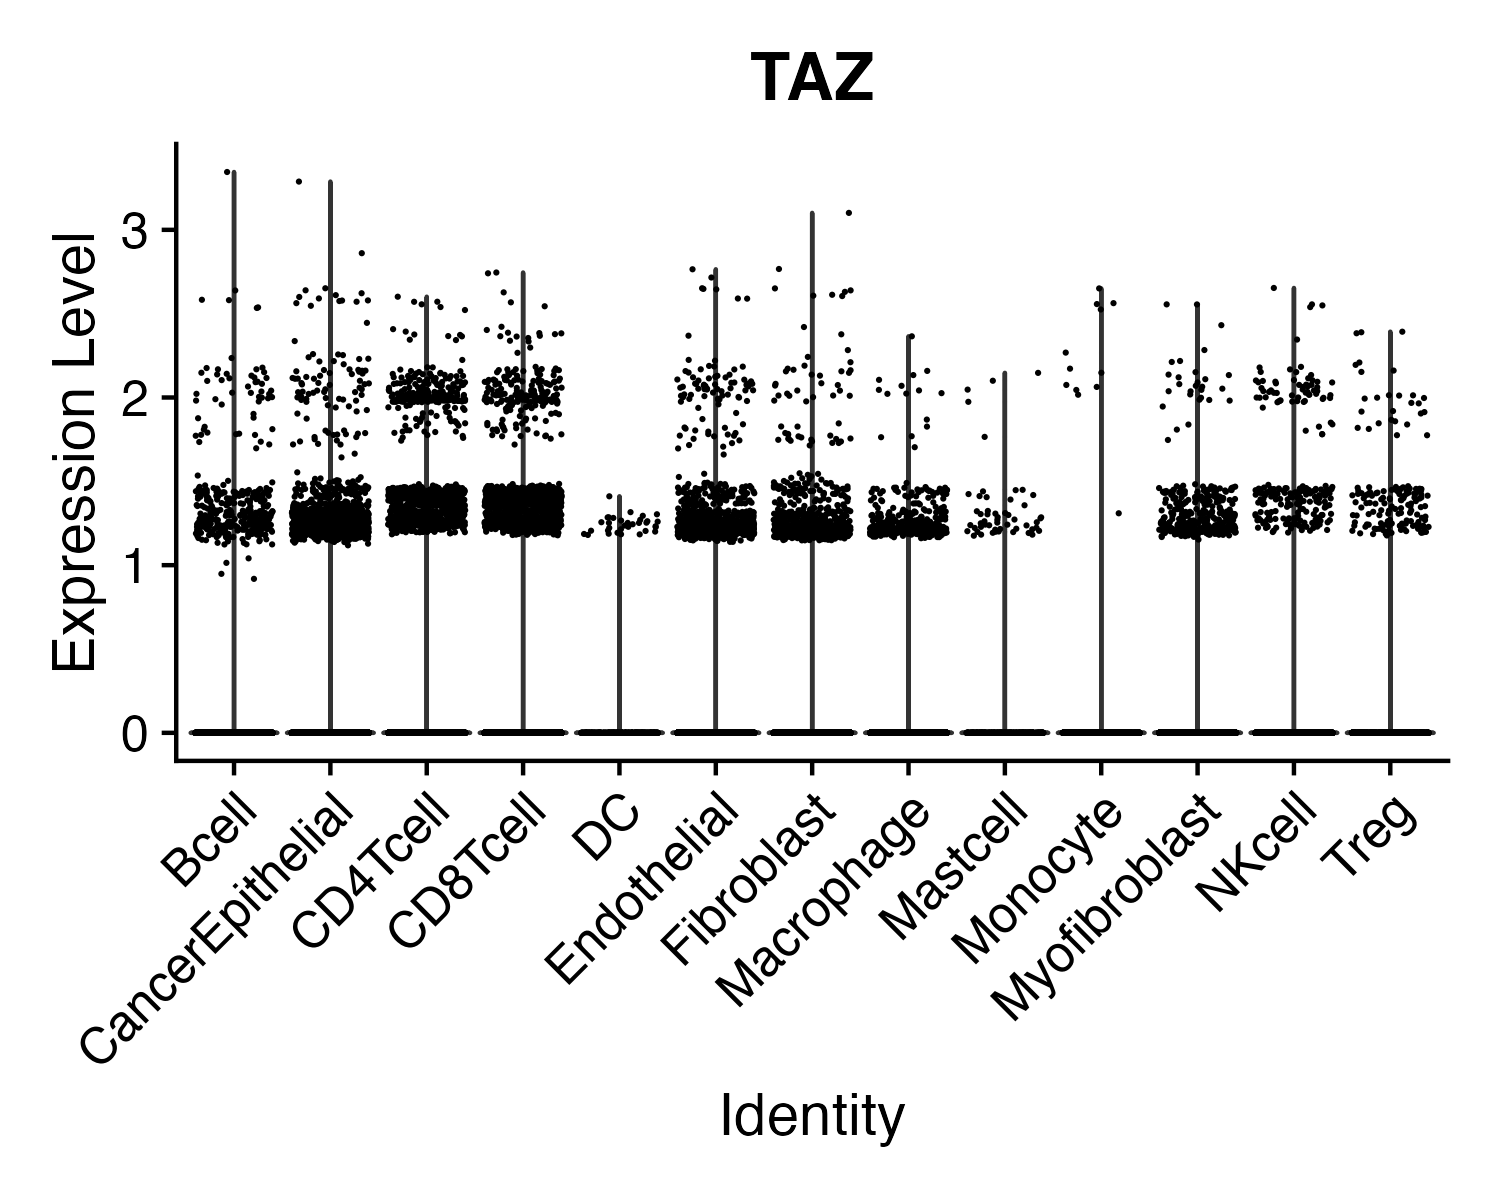 TAZ
Expression Level
3
2
1
0
Bcell
CancerEpithelial
CD4Tcell
CD8Tcell
DC
Endothelial
Fibroblast
Macrophage
Mastcell
Monocyte
Myofibroblast
NKcell
Treg
Identity